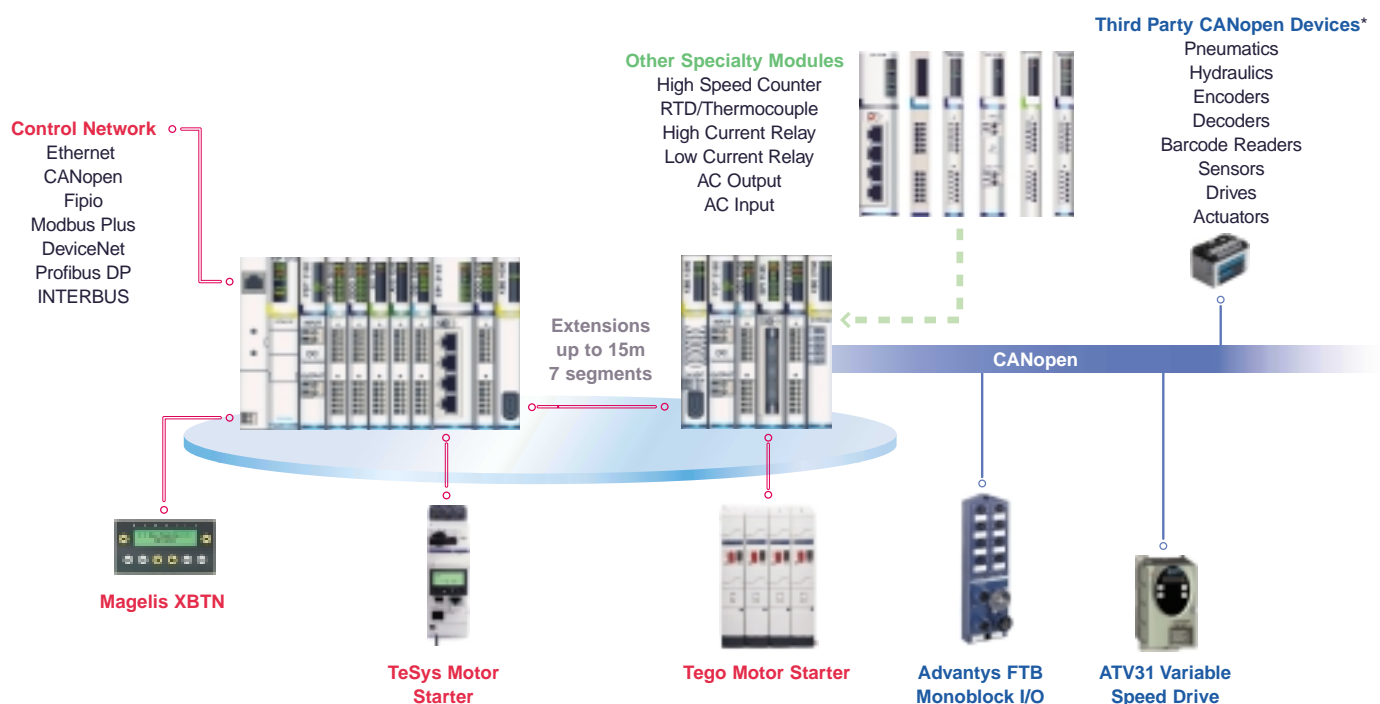 Third Party CANopen Devices*
Pneumatics
Hydraulics
Encoders
Decoders
Barcode Readers
Sensors
Drives
Actuators
Other Specialty Modules
High Speed Counter
RTD/Thermocouple
High Current Relay
Low Current Relay
AC Output
AC Input
Control Network
Ethernet
CANopen
Fipio
Modbus Plus
DeviceNet
Profibus DP
INTERBUS
Extensions
up to 15m
7 segments
CANopen
Magelis XBTN
TeSys Motor
Starter
Tego Motor Starter
Advantys FTB
Monoblock I/O
ATV31 Variable
Speed Drive